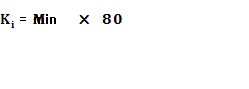 Ki = Min × 80